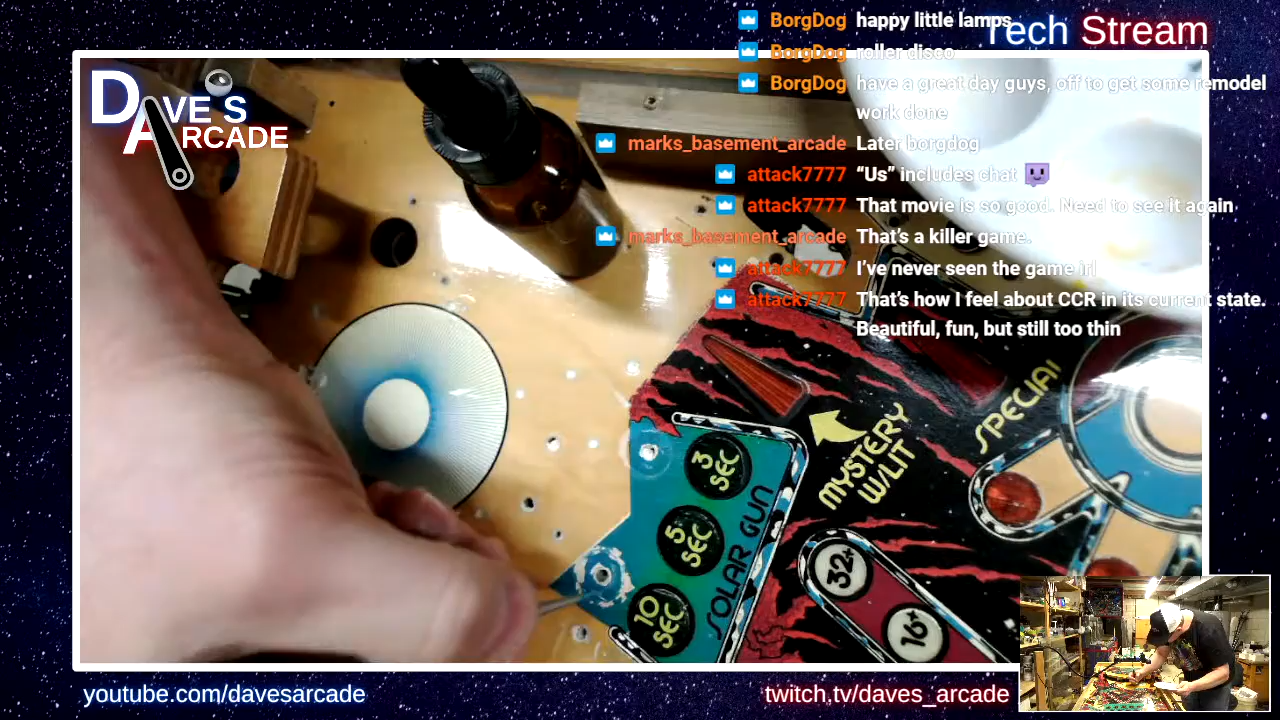 BorgDog happy little lamps
Tech Stream
BorgDog roller disco
BorgDog have a great day guys, off to get some remodel
work done
marks_basement_arcade Later borgdog
attack7777 “Us” includes chat
attack7777 That movie is so good. Need to see it again
marks_basement_arcade That’s a killer game.
attack7777 I’ve never seen the game irl
attack7777 That’s how I feel about CCR in its current state.
Beautiful, fun, but still too thin
DAVE'S
ARCADE
SPECIAL
MYSTERY
W/LIT
3
SEC
5
SEC
10
SEC
SOLAR GUN
32+
16+
youtube.com/davesarcade
twitch.tv/daves_arcade